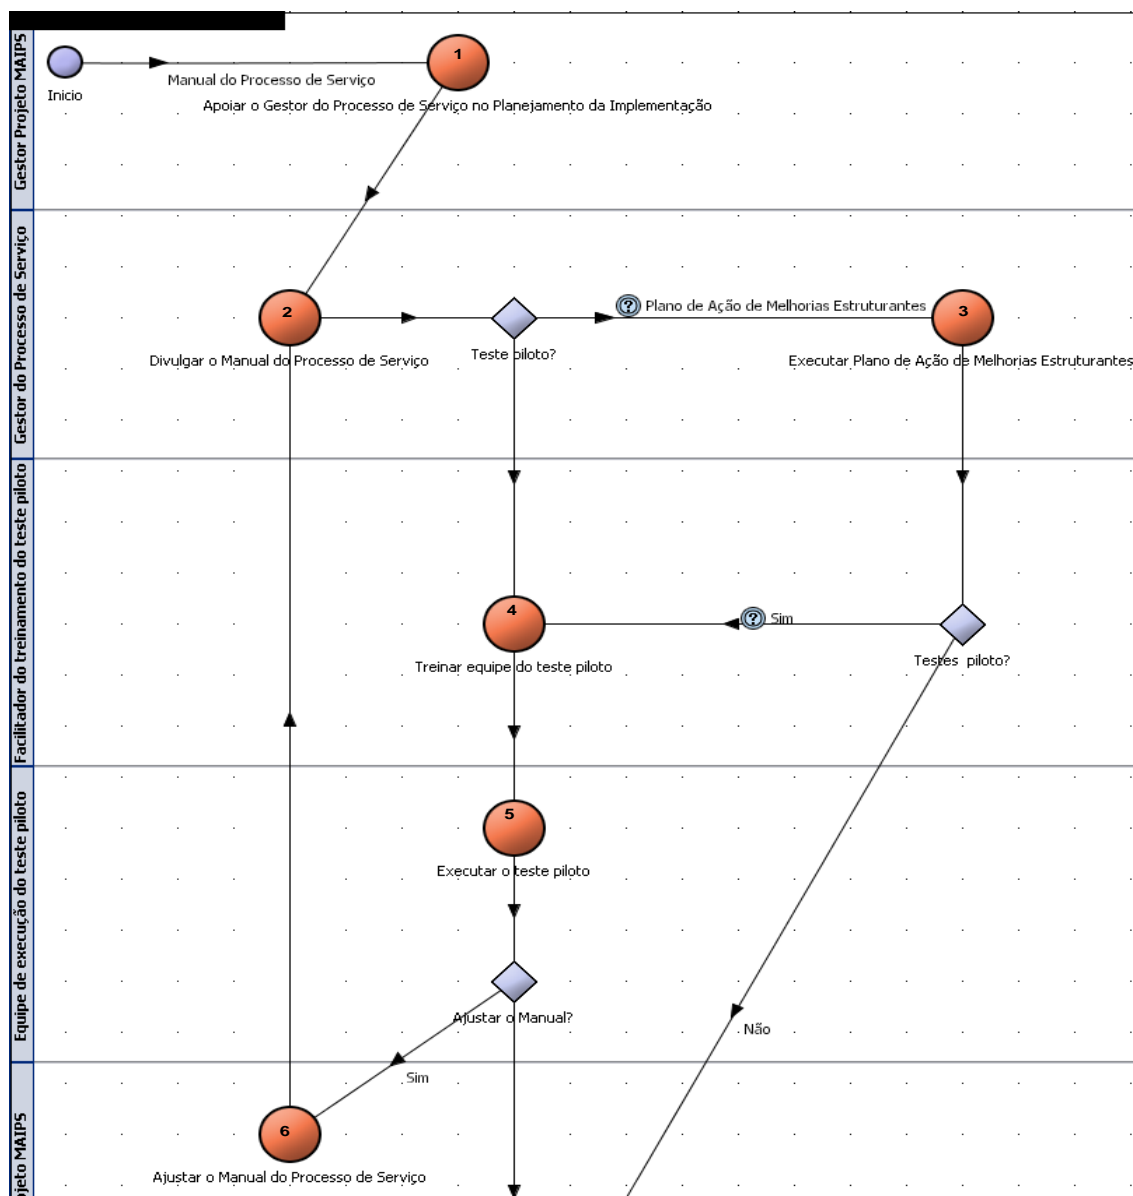 Gestor Projeto MAIPS
Inicio
Manual do Processo de Serviço
1
Apoiar o Gestor do Processo de Serviço no Planejamento da Implementação
Gestor do Processo de Serviço
2
Divulgar o Manual do Processo de Serviço
Teste piloto?
? Plano de Ação de Melhorias Estruturantes
3
Executar Plano de Ação de Melhorias Estruturantes
Facilitador do treinamento do teste piloto
4
Treinar equipe do teste piloto
? Sim
Testes piloto?
Equipe de execução do teste piloto
5
Executar o teste piloto
Ajustar o Manual?
Não
Sim
ojeto MAIPS
6
Ajustar o Manual do Processo de Serviço